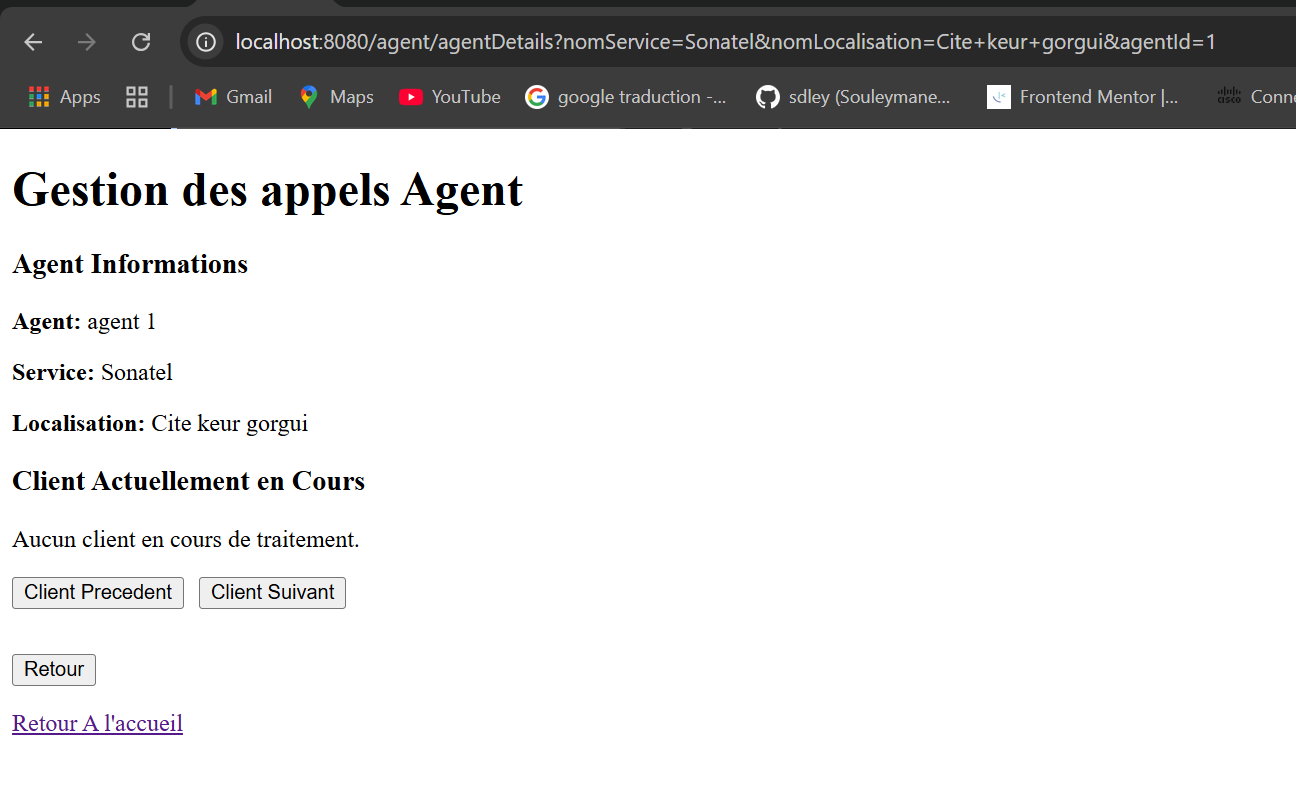 localhost:8080/agent/agentDetails?nomService=Sonatel&nomLocalisation=Cite+keur+gorgui&agentId=1
Apps Gmail Maps YouTube google traduction -... sdley (Souleymane... Frontend Mentor |... CISCO Conne
Gestion des appels Agent
Agent Informations
Agent: agent 1
Service: Sonatel
Localisation: Cite keur gorgui
Client Actuellement en Cours
Aucun client en cours de traitement.
Client Precedent Client Suivant
Retour
Retour A l'accueil